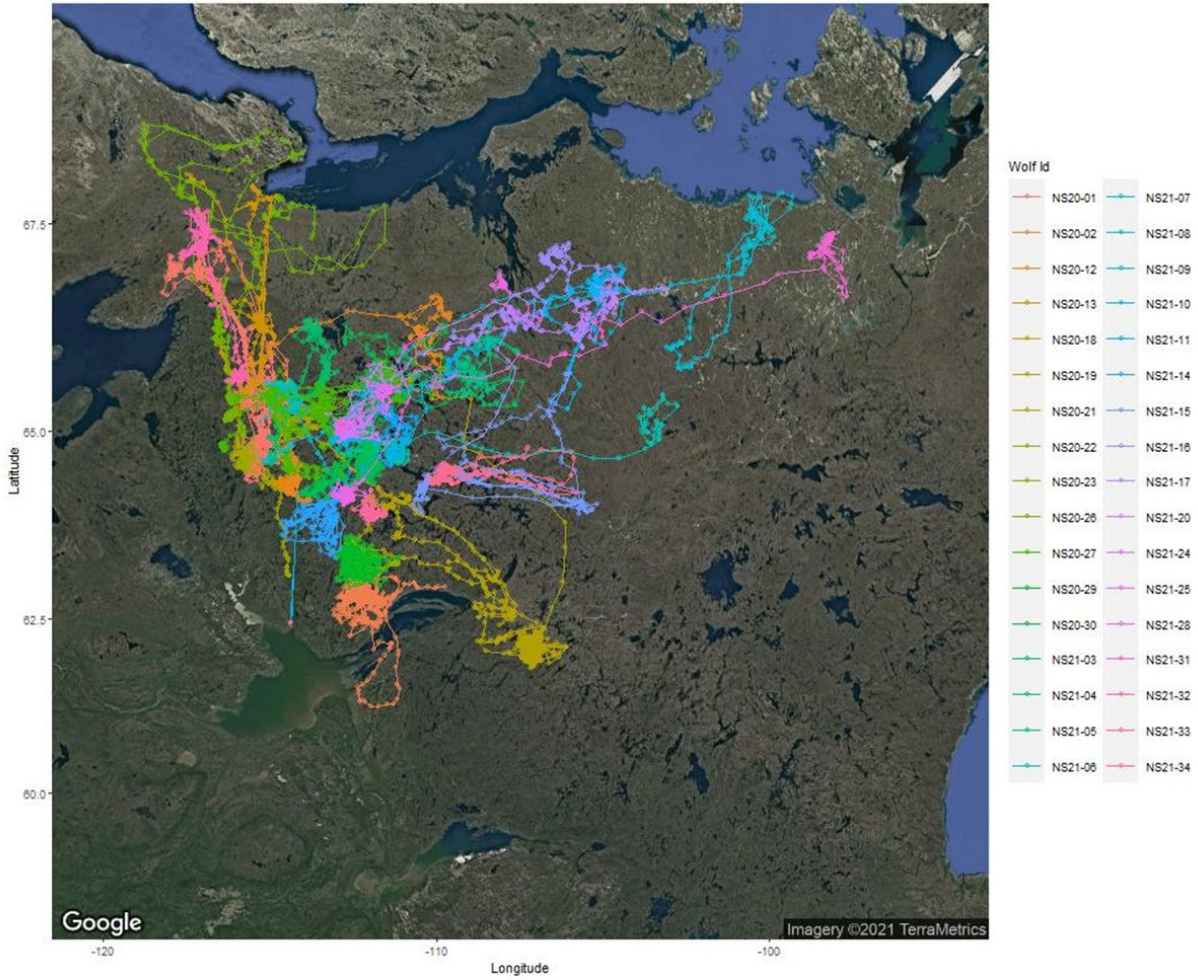 Wolf Id
NS20-01 NS21-07
NS20-02 NS21-08
NS20-12 NS21-09
NS20-13 NS21-10
NS20-18 NS21-11
NS20-19 NS21-14
NS20-21 NS21-15
NS20-22 NS21-16
NS20-23 NS21-17
NS20-26 NS21-20
NS20-27 NS21-24
NS20-29 NS21-25
NS20-30 NS21-28
NS21-03 NS21-31
NS21-04 NS21-32
NS21-05 NS21-33
NS21-06 NS21-34
67.5
65.0
62.5
60.0
Latitude
Google
Imagery ©2021 TerraMetrics
-120 -110 -100
Longitude